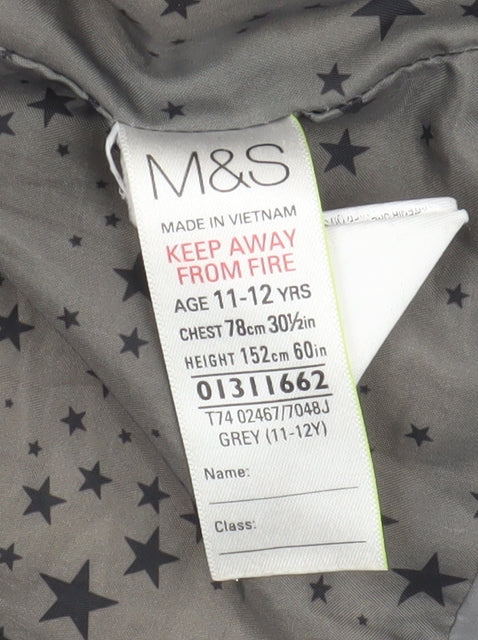 M&S
MADE IN VIETNAM
KEEP AWAY
FROM FIRE
AGE 11-12 YRS
CHEST 78cm 30½in
HEIGHT 152cm 60in
01311662
T74 02467/7048J
GREY (11-12Y)
Name:
Class: